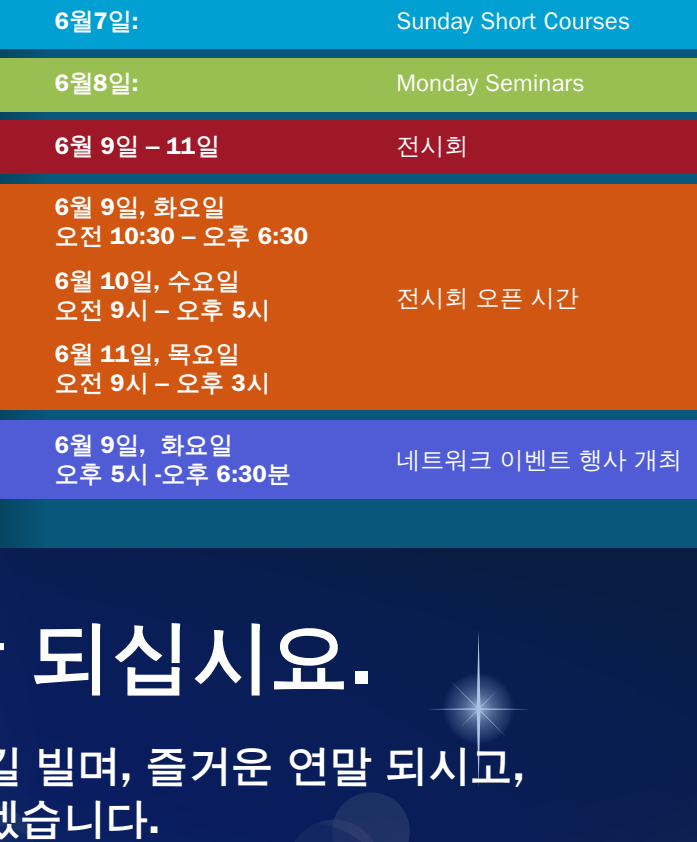 6월7일: Sunday Short Courses
6월8일: Monday Seminars
6월 9일 – 11일 전시회
6월 9일, 화요일
오전 10:30 – 오후 6:30
6월 10일, 수요일
오전 9시 – 오후 5시
전시회 오픈 시간
6월 11일, 목요일
오전 9시 – 오후 3시
6월 9일, 화요일
오후 5시 -오후 6:30분
네트워크 이벤트 행사 개최
되십시요.
빌며, 즐거운 연말 되시고,
겠습니다.